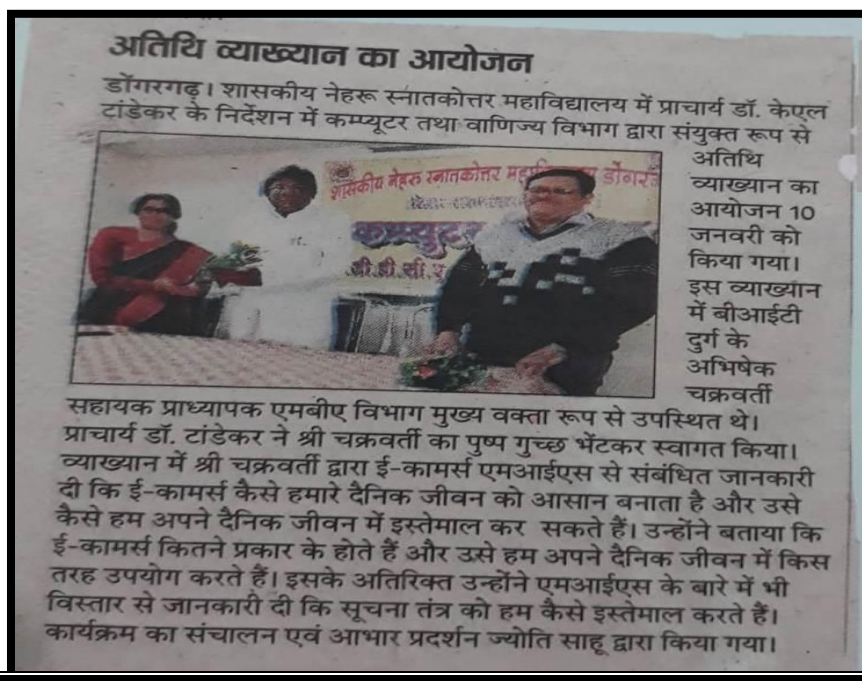 अतिथि व्याख्यान का आयोजन
डोंगरगढ़। शासकीय नेहरू स्नातकोत्तर महाविद्यालय में प्राचार्य डॉ. केएल
टांडेकर के निर्देशन में कम्प्यूटर तथा वाणिज्य विभाग द्वारा संयुक्त रूप से
शासकीय नेहरु स्नातकोत्तर
कम्प्यूट
अतिथि
व्याख्यान का
आयोजन 10
जनवरी को
किया गया।
इस व्याख्यान
में बीआईटी
दुर्ग के
अभिषेक
चक्रवर्ती
सहायक प्राध्यापक एमबीए विभाग मुख्य वक्ता रूप से उपस्थित थे।
प्राचार्य डॉ. टांडेकर ने श्री चक्रवर्ती का पुष्प गुच्छ भेंटकर स्वागत किया।
व्याख्यान में श्री चक्रवर्ती द्वारा ई-कामर्स एमआईएस से संबंधित जानकारी
दी कि ई-कामर्स कैसे हमारे दैनिक जीवन को आसान बनाता है और उसे
कैसे हम अपने दैनिक जीवन में इस्तेमाल कर सकते हैं। उन्होंने बताया कि
ई-कामर्स कितने प्रकार के होते हैं और उसे हम अपने दैनिक जीवन में किस
तरह उपयोग करते हैं। इसके अतिरिक्त उन्होंने एमआईएस के बारे में भी
विस्तार से जानकारी दी कि सूचना तंत्र को हम कैसे इस्तेमाल करते हैं।
कार्यक्रम का संचालन एवं आभार प्रदर्शन ज्योति साहू द्वारा किया गया।